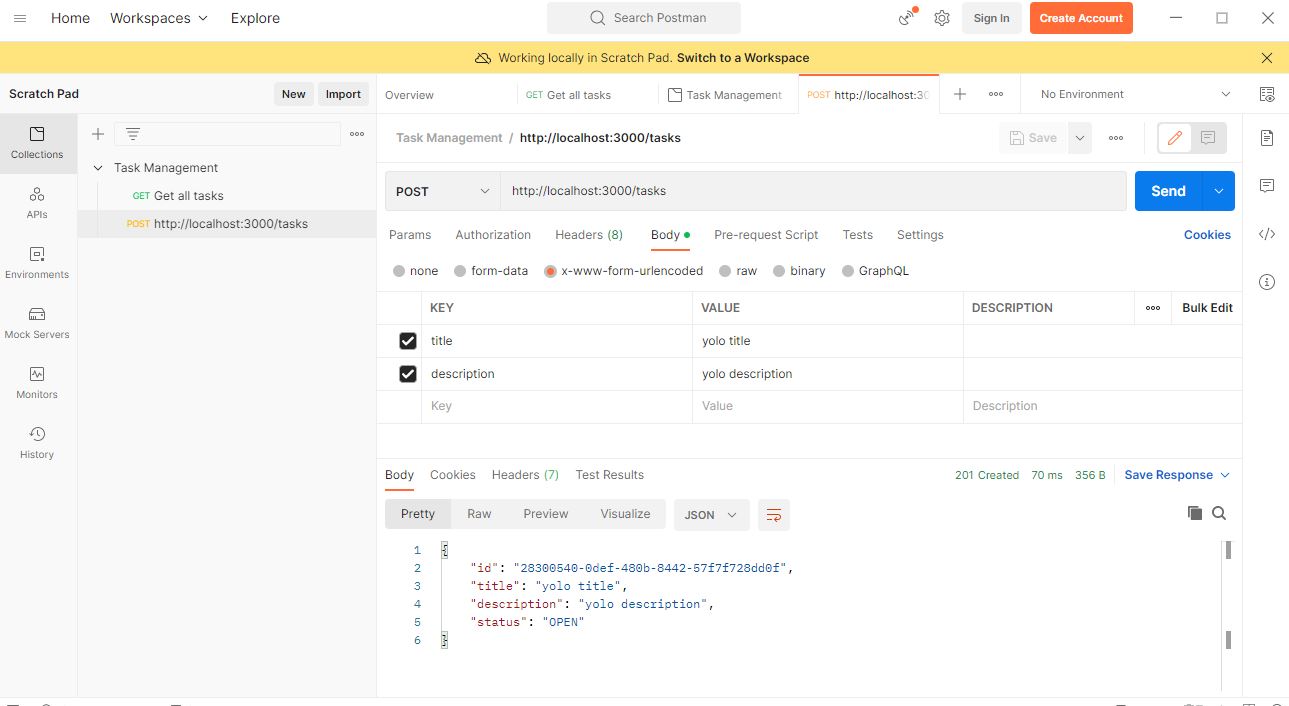 Home Workspaces Explore Search Postman Sign In Create Account
Working locally in Scratch Pad. Switch to a Workspace
Scratch Pad New Import Overview GET Get all tasks Task Management POST http://localhost:30 No Environment
Collections
APIs
Environments
Mock Servers
Monitors
History
Task Management
GET Get all tasks
POST http://localhost:3000/tasks
Task Management / http://localhost:3000/tasks Save
POST http://localhost:3000/tasks Send
Params Authorization Headers (8) Body Pre-request Script Tests Settings Cookies
none form-data x-www-form-urlencoded raw binary GraphQL
KEY VALUE DESCRIPTION Bulk Edit
title yolo title
description yolo description
Key Value Description
Body Cookies Headers (7) Test Results 201 Created 70 ms 356 B Save Response
Pretty Raw Preview Visualize JSON
1 {
2 "id": "28300540-0def-480b-8442-57f7f728dd0f",
3 "title": "yolo title",
4 "description": "yolo description",
5 "status": "OPEN"
6 }